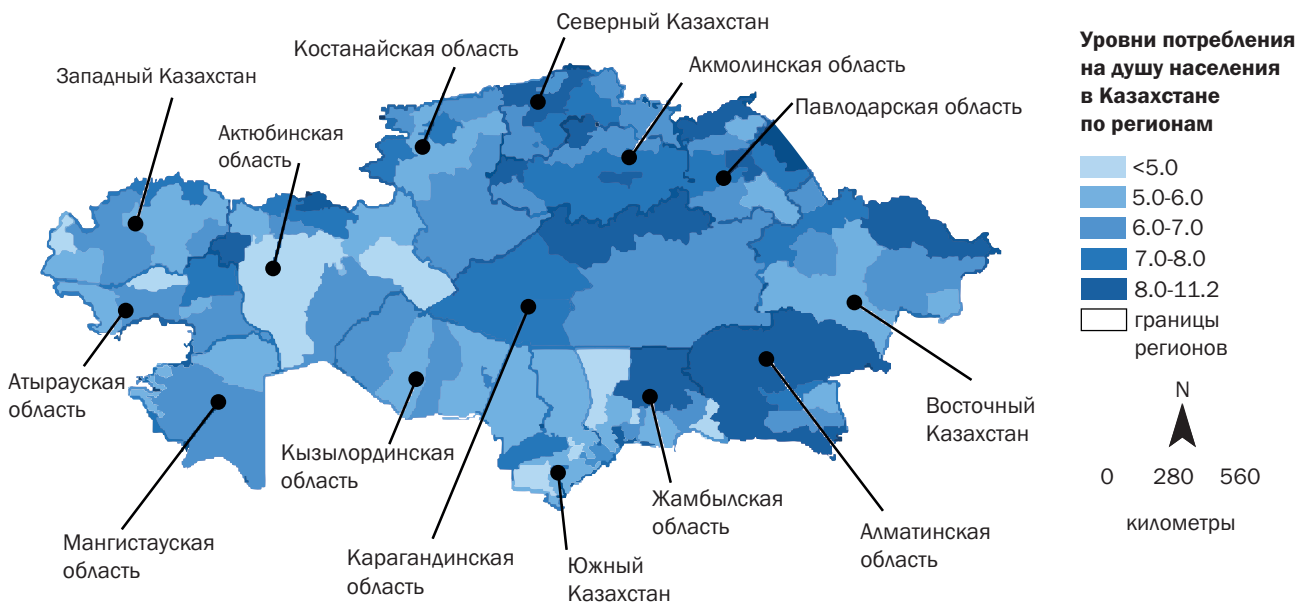 Северный Казахстан
Костанайская область
Западный Казахстан
Акмолинская область
Павлодарская область
Актюбинская
область
Атырауская
область
Мангистауская
область
Кызылординская
область
Карагандинская
область
Южный
Казахстан
Жамбылская
область
Алматинская
область
Восточный
Казахстан
Уровни потребления
на душу населения
в Казахстане
по регионам
<5.0
5.0-6.0
6.0-7.0
7.0-8.0
8.0-11.2
границы
регионов
N
0 280 560
километры